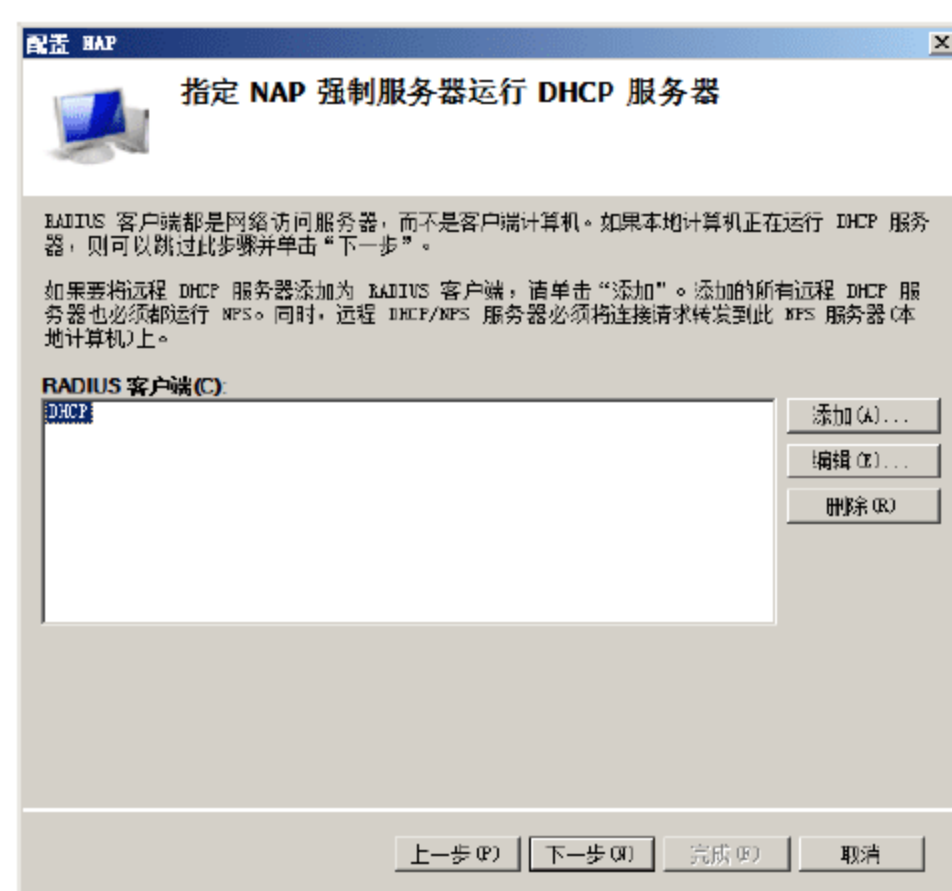 配置 NAP
指定 NAP 强制服务器运行 DHCP 服务器
RADIUS 客户端都是网络访问服务器，而不是客户端计算机。如果本地计算机正在运行 DHCP 服务
器，则可以跳过此步骤并单击“下一步”。
如果要将远程 DHCP 服务器添加为 RADIUS 客户端，请单击“添加”。添加的所有远程 DHCP 服
务器也必须都运行 NPS。同时，远程 DHCP/NPS 服务器必须将连接请求转发到此 NPS 服务器(本
地计算机)上。
RADIUS 客户端(C):
DHCP
添加(A)...
编辑(E)...
删除(R)
上一步(P)
下一步(N)
完成(F)
取消